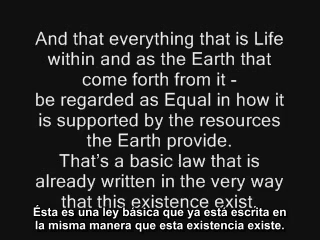 And that everything that is Life
within and as the Earth that
come forth from it -
be regarded as Equal in how it
is supported by the resources
the Earth provide.
That's a basic law that is
already written in the very way
that this existence exist.
Ésta es una ley básica que ya está escrita en
la misma manera que esta existencia existe.